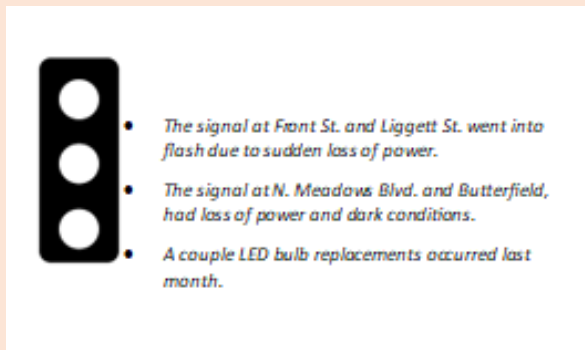 • The signal at Front St. and Liggett St. went into
flash due to sudden loss of power.
• The signal at N. Meadows Blvd. and Butterfield,
had loss of power and dark conditions.
• A couple LED bulb replacements occurred last
month.